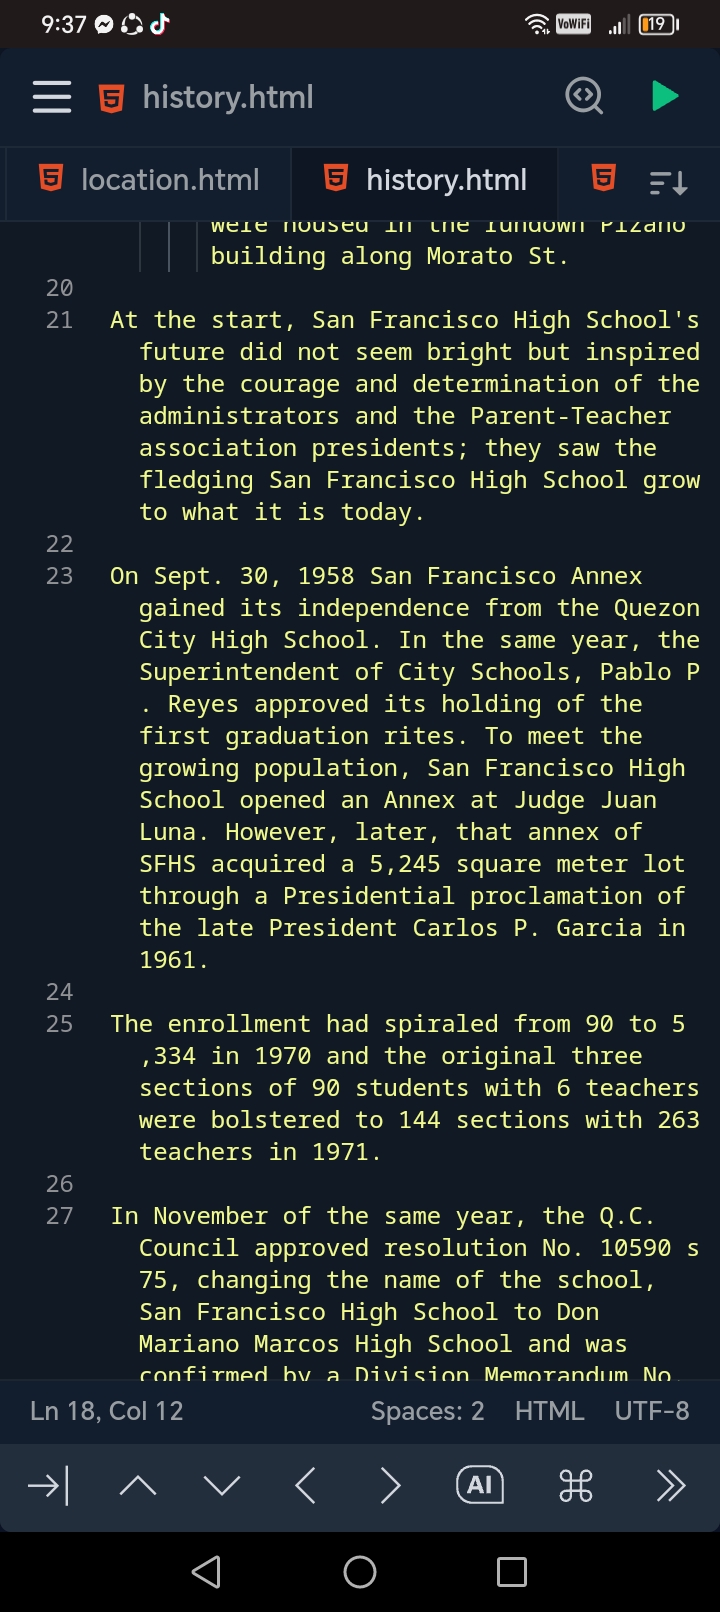 9:37
VoWiFi
19
history.html
location.html
history.html
were housed in the rundown Pizano
building along Morato St.
20
21 At the start, San Francisco High School's
future did not seem bright but inspired
by the courage and determination of the
administrators and the Parent-Teacher
association presidents; they saw the
fledging San Francisco High School grow
to what it is today.
22
23 On Sept. 30, 1958 San Francisco Annex
gained its independence from the Quezon
City High School. In the same year, the
Superintendent of City Schools, Pablo P
. Reyes approved its holding of the
first graduation rites. To meet the
growing population, San Francisco High
School opened an Annex at Judge Juan
Luna. However, later, that annex of
SFHS acquired a 5,245 square meter lot
through a Presidential proclamation of
the late President Carlos P. Garcia in
1961.
24
25 The enrollment had spiraled from 90 to 5
,334 in 1970 and the original three
sections of 90 students with 6 teachers
were bolstered to 144 sections with 263
teachers in 1971.
26
27 In November of the same year, the Q.C.
Council approved resolution No. 10590 s
75, changing the name of the school,
San Francisco High School to Don
Mariano Marcos High School and was
confirmed by a Division Memorandum No.
Ln 18, Col 12 Spaces: 2 HTML UTF-8
AI